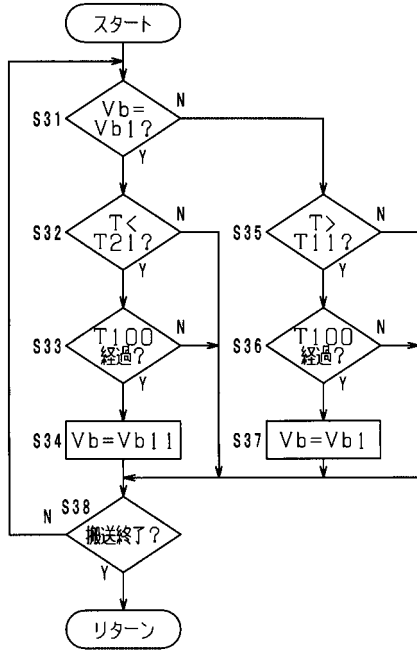 スタート
S31
Vb=
Vb1?
N
Y
S32
T<
T21?
N
Y
S35
T>
T11?
N
Y
S33
T100
経過?
N
Y
S36
T100
経過?
N
Y
S34
Vb=Vb11
S37
Vb=Vb1
S38
搬送終了?
N
Y
リターン